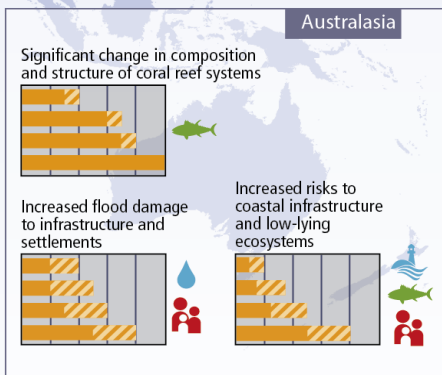 Australasia
Significant change in composition
and structure of coral reef systems
Increased flood damage
to infrastructure and
settlements
Increased risks to
coastal infrastructure
and low-lying
ecosystems